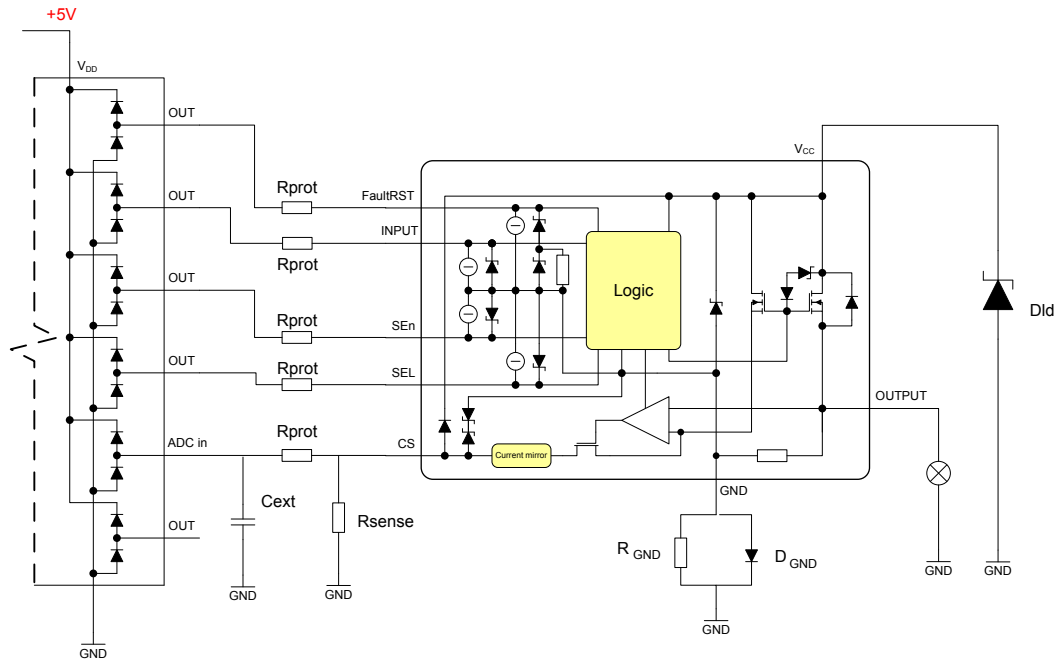 +5V
VDD
OUT
VCC
Rprot
FaultRST
OUT
INPUT
Rprot
OUT
Logic
Dld
Rprot
SEn
OUT
Rprot
SEL
OUTPUT
ADC in
Rprot
CS
Current mirror
GND
Cext
Rsense
OUT
R GND
D GND
GND
GND
GND
GND
GND
GND